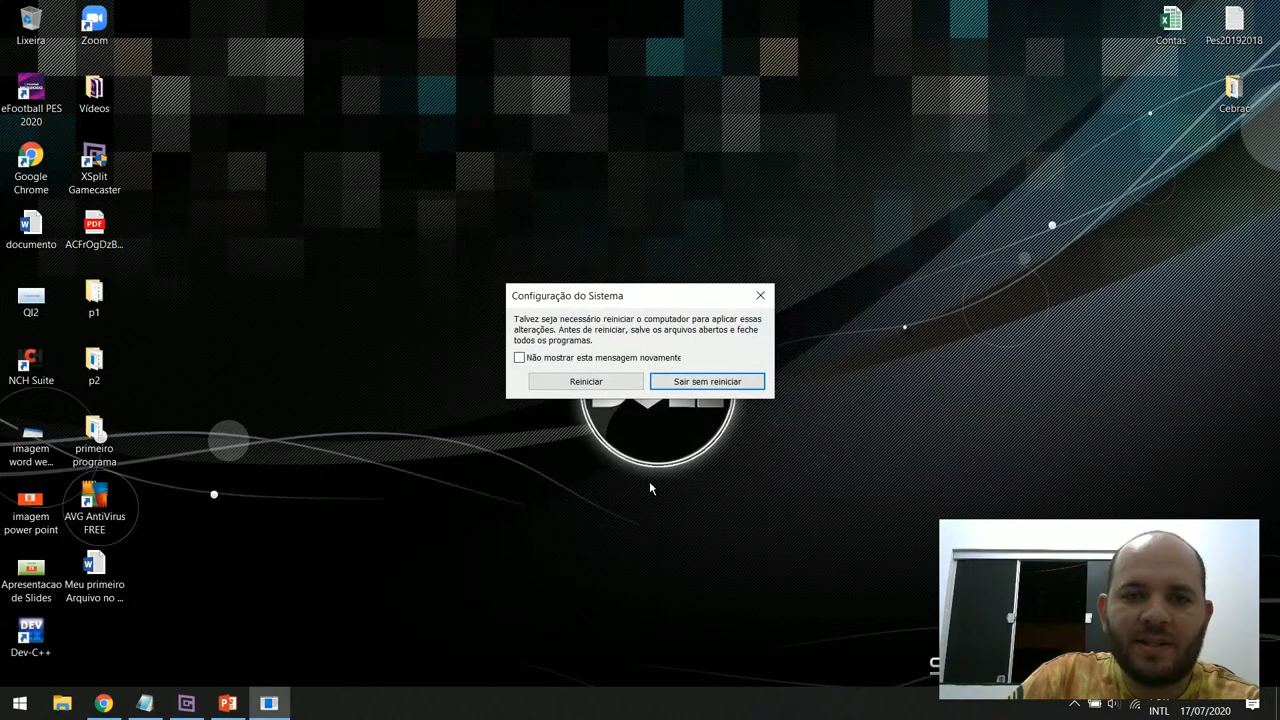 Lixeira
Zoom
Contas
Pes20192018
eFootball PES
2020
Vídeos
Cebrac
Google
Chrome
XSplit
Gamecaster
documento
ACFrOgDzB...
QI2
p1
NCH Suite
p2
imagem
word we...
primeiro
programa
imagem
power point
AVG AntiVirus
FREE
Apresentacao
de Slides
Meu primeiro
Arquivo no ...
DEV
Dev-C++
Configuração do Sistema
Talvez seja necessário reiniciar o computador para aplicar essas
alterações. Antes de reiniciar, salve os arquivos abertos e feche
todos os programas.
Não mostrar esta mensagem novamente
Reiniciar
Sair sem reiniciar
INTL
17/07/2020